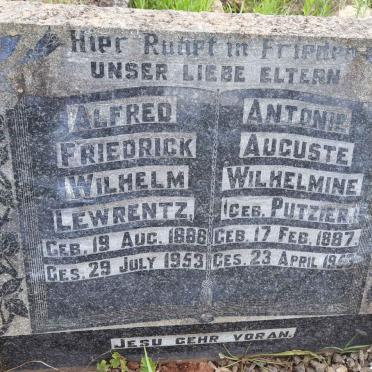 Hier Ruhet in Frieden
UNSER LIEBE ELTERN
ALFRED
FRIEDRICK
WILHELM
LEWRENTZ,
GEB. 19 AUG. 1886
GES. 29 JULY 1953
ANTONIE
AUGUSTE
WILHELMINE
(GEB. PUTZIER.)
GEB. 17 FEB. 1887.
GES. 23 APRIL
JESU GEHR VORAN.